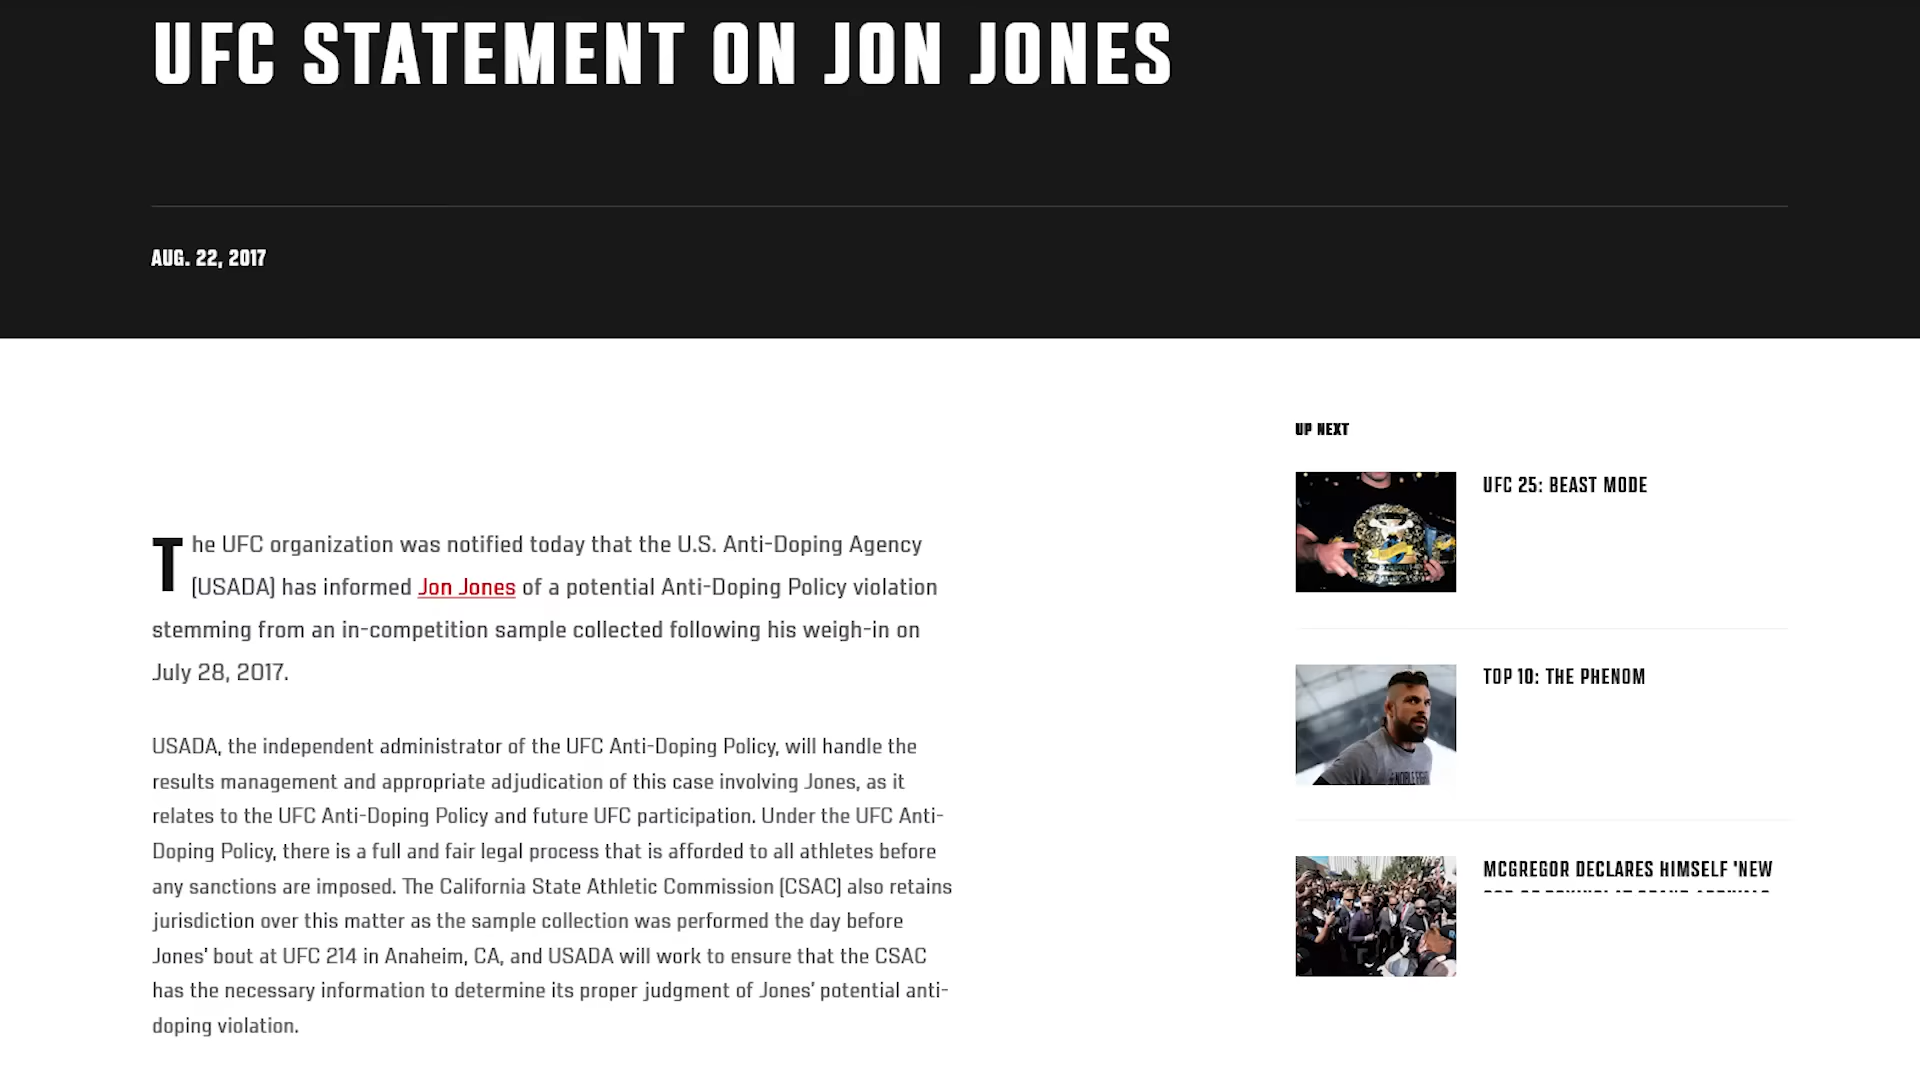 UFC STATEMENT ON JON JONES
AUG. 22, 2017
The UFC organization was notified today that the U.S. Anti-Doping Agency
(USADA) has informed Jon Jones of a potential Anti-Doping Policy violation
stemming from an in-competition sample collected following his weigh-in on
July 28, 2017.
USADA, the independent administrator of the UFC Anti-Doping Policy, will handle the
results management and appropriate adjudication of this case involving Jones, as it
relates to the UFC Anti-Doping Policy and future UFC participation. Under the UFC Anti-
Doping Policy, there is a full and fair legal process that is afforded to all athletes before
any sanctions are imposed. The California State Athletic Commission (CSAC) also retains
jurisdiction over this matter as the sample collection was performed the day before
Jones’ bout at UFC 214 in Anaheim, CA, and USADA will work to ensure that the CSAC
has the necessary information to determine its proper judgment of Jones’ potential anti-
doping violation.
UP NEXT
UFC 25: BEAST MODE
TOP 10: THE PHENOM
MCGREGOR DECLARES HIMSELF 'NEW